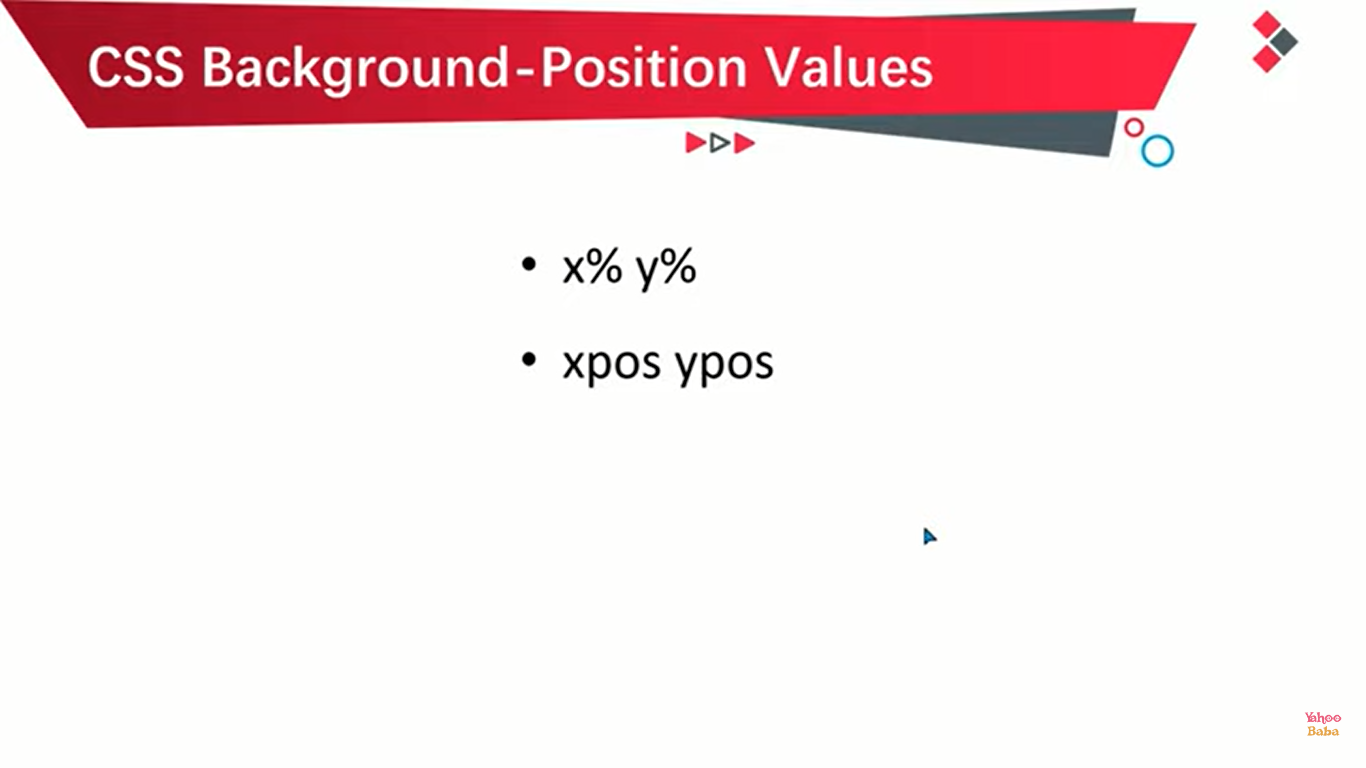 CSS Background-Position Values
• x% y%
• xpos ypos
Yahoo
Baba